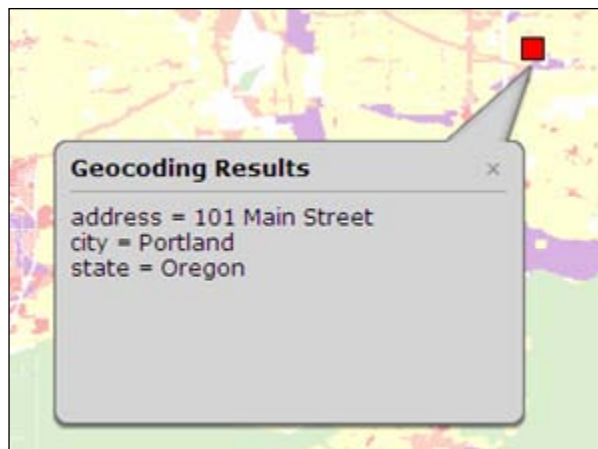 Geocoding Results ×
address = 101 Main Street
city = Portland
state = Oregon